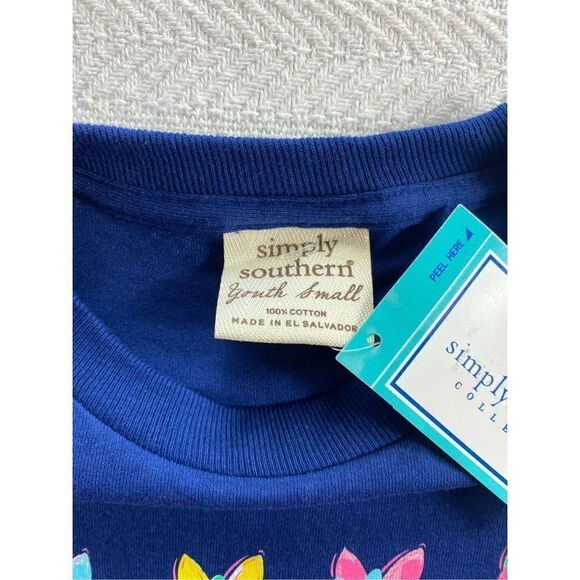 simply
southern®
Youth Small
100% COTTON
MADE IN EL SALVADOR
PEEL HERE
simply
COLLE